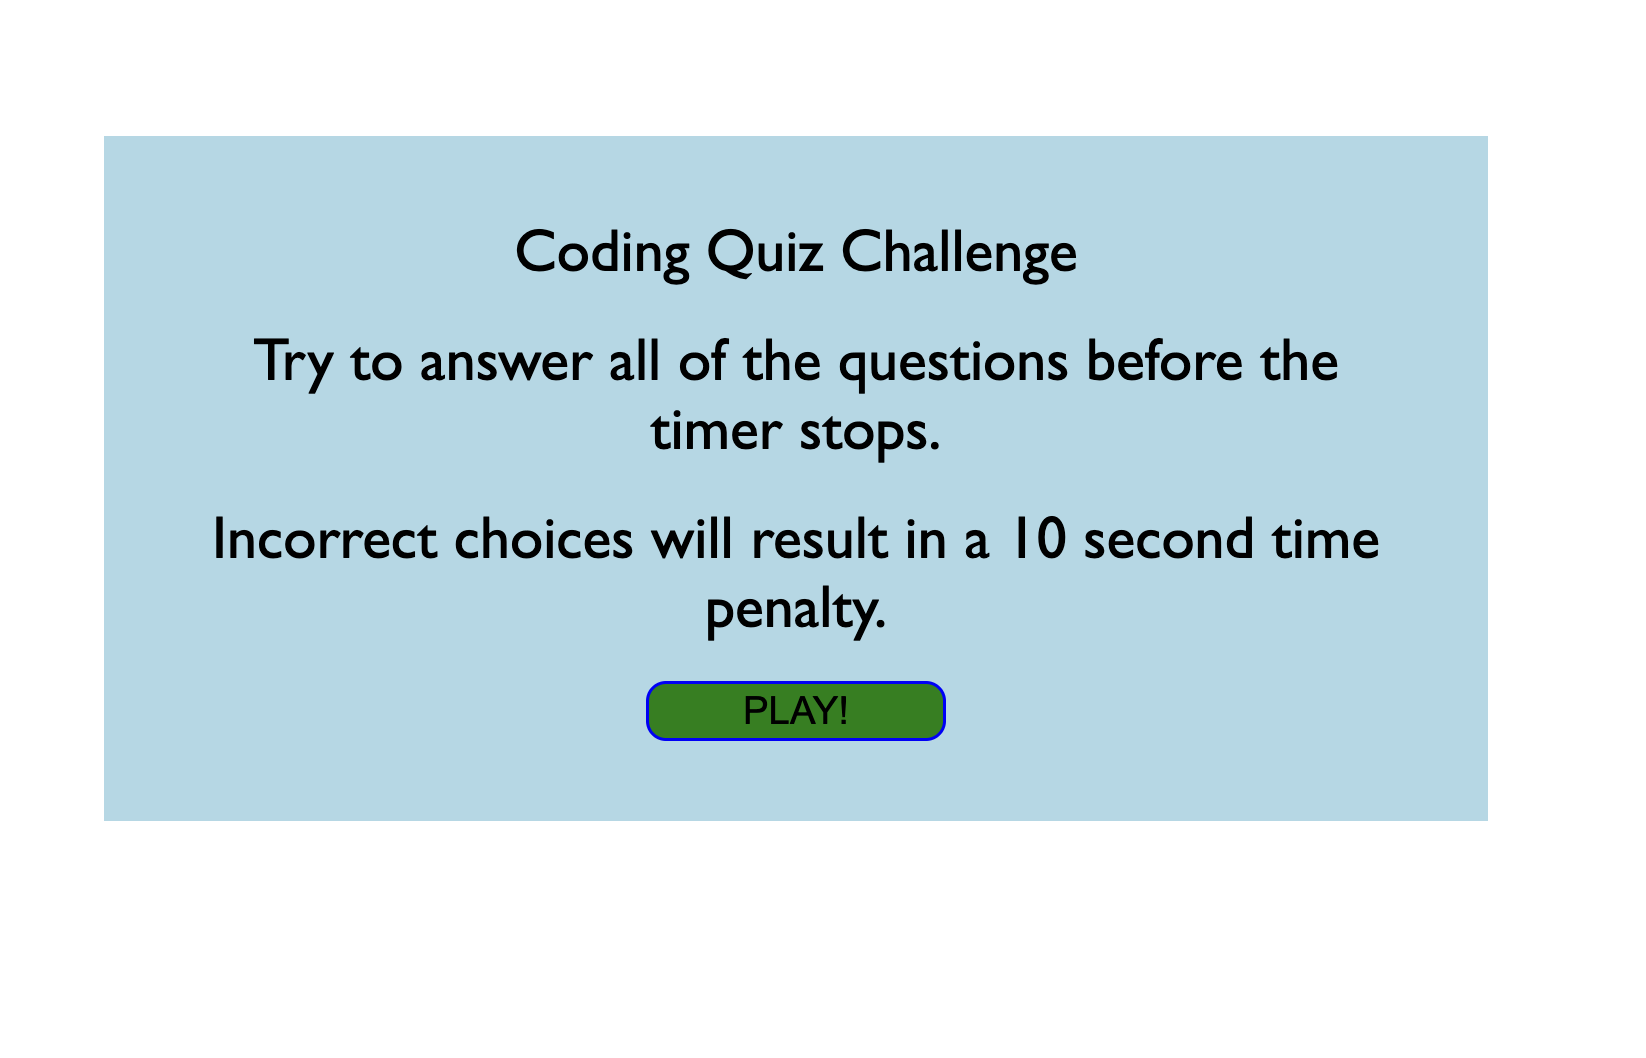 Coding Quiz Challenge
Try to answer all of the questions before the
timer stops.
Incorrect choices will result in a 10 second time
penalty.
PLAY!